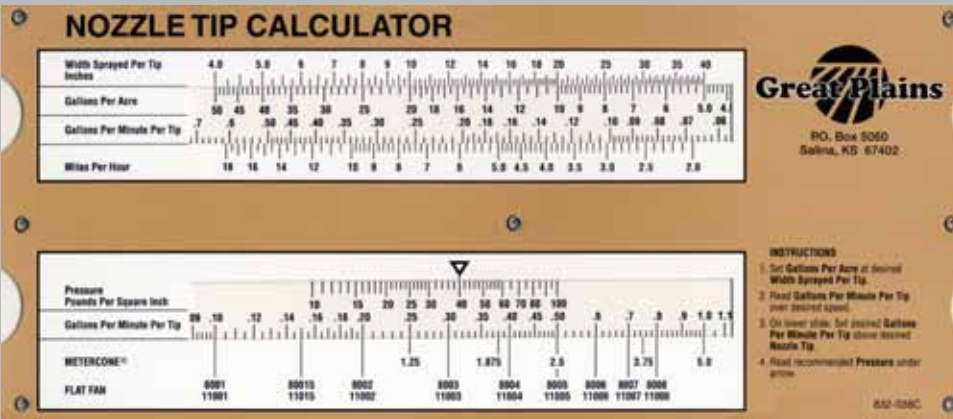 NOZZLE TIP CALCULATOR
Width Sprayed Per Tip
Inches
4.0 5.0 6 7 8 9 10 12 14 16 18 20 25 30 35 40
Gallons Per Acre
50 45 40 35 30 25 20 18 16 14 12 10 9 8 7 6 5.0 4.
Gallons Per Minute Per Tip
.7 .6 .50 .45 .40 .35 .30 .25 .20 .18 .16 .14 .12 .10 .09 .08 .07 .06
Miles Per Hour
18 16 14 12 10 9 8 7 6 5.0 4.5 4.0 3.5 3.0 2.5 2.0
Great Plains
P.O. Box 5060
Salina, KS 67402
Pressure
Pounds Per Square Inch
10 15 20 25 30 40 50 60 70 80 100
Gallons Per Minute Per Tip
.09 .10 .12 .14 .16 .18 .20 .25 .30 .35 .40 .45 .50 .6 .7 .8 .9 1.0 1.1
METERCONE®
1.25 1.875 2.5 3.75 5.0
FLAT FAN
8001 80015 8002 8003 8004 8005 8006 8007 8008
11001 11015 11002 11003 11004 11005 11006 11007 11008
INSTRUCTIONS
1. Set Gallons Per Acre at desired
Width Sprayed Per Tip.
2. Read Gallons Per Minute Per Tip
over desired speed.
3. On lower slide, Set desired Gallons
Per Minute Per Tip above desired
Nozzle Tip.
4. Read recommended Pressure under
arrow.
832-038C